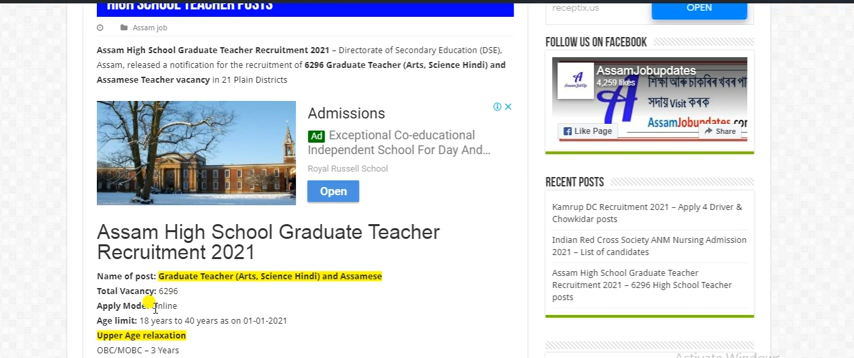 HIGH SCHOOL TEACHER POSTS
Assam job
Assam High School Graduate Teacher Recruitment 2021 – Directorate of Secondary Education (DSE),
Assam, released a notification for the recruitment of 6296 Graduate Teacher (Arts, Science Hindi) and
Assamese Teacher vacancy in 21 Plain Districts
Admissions
Ad Exceptional Co-educational
Independent School For Day And...
Royal Russell School
Open
Assam High School Graduate Teacher
Recruitment 2021
Name of post: Graduate Teacher (Arts, Science Hindi) and Assamese
Total Vacancy: 6296
Apply Mode: Online
Age limit: 18 years to 40 years as on 01-01-2021
Upper Age relaxation
OBC/MOBC – 3 Years
receptix.us
OPEN
FOLLOW US ON FACEBOOK
AssamJobupdates
4,259 likes
শিক্ষা আৰু চাকৰিৰ খবৰ
সদায় Visit কৰক
AssamJobupdates.com
Like Page
Share
RECENT POSTS
Kamrup DC Recruitment 2021 – Apply 4 Driver &
Chowkidar posts
Indian Red Cross Society ANM Nursing Admission
2021 – List of candidates
Assam High School Graduate Teacher
Recruitment 2021 – 6296 High School Teacher
posts
Activate Windows